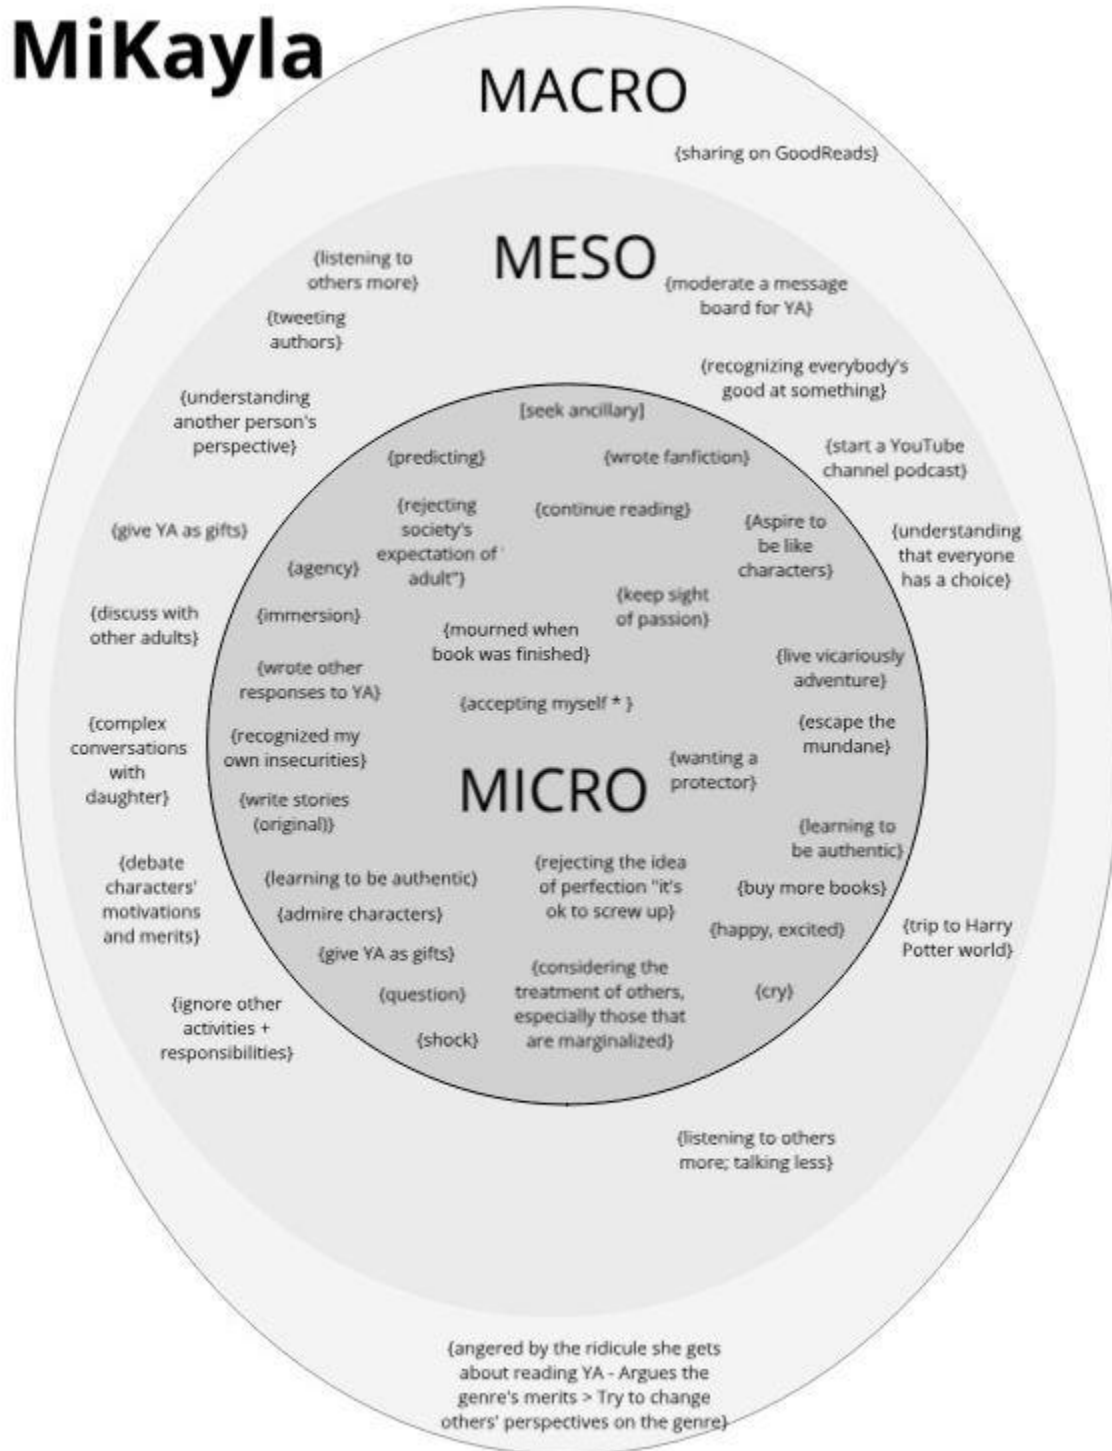 MiKayla
MACRO
{sharing on GoodReads}
MESO
{listening to
others more}
{moderate a message
board for YA}
{tweeting
authors}
{recognizing everybody's
good at something}
{understanding
another person's
perspective}
[seek ancillary]
{start a YouTube
channel podcast}
{predicting}
{wrote fanfiction}
{rejecting
society's
expectation of '
adult"}
{continue reading}
{Aspire to
be like
characters}
{give YA as gifts}
{understanding
that everyone
has a choice}
{agency}
{keep sight
of passion}
{discuss with
other adults}
{immersion}
{mourned when
book was finished}
{live vicariously
adventure}
{wrote other
responses to YA}
{accepting myself * }
{complex
conversations
with
daughter}
{recognized my
own insecurities}
{escape the
mundane}
{wanting a
protector}
MICRO
{write stories
(original)}
{learning to
be authentic}
{debate
characters'
motivations
and merits}
{learning to be authentic)
{rejecting the idea
of perfection "it's
ok to screw up}
{buy more books}
{admire characters}
{happy, excited}
{trip to Harry
Potter world}
{give YA as gifts}
{considering the
treatment of others,
especially those that
are marginalized}
{question}
{cry}
{ignore other
activities +
responsibilities}
{shock}
{listening to others
more; talking less}
{angered by the ridicule she gets
about reading YA - Argues the
genre's merits > Try to change
others' perspectives on the genre}